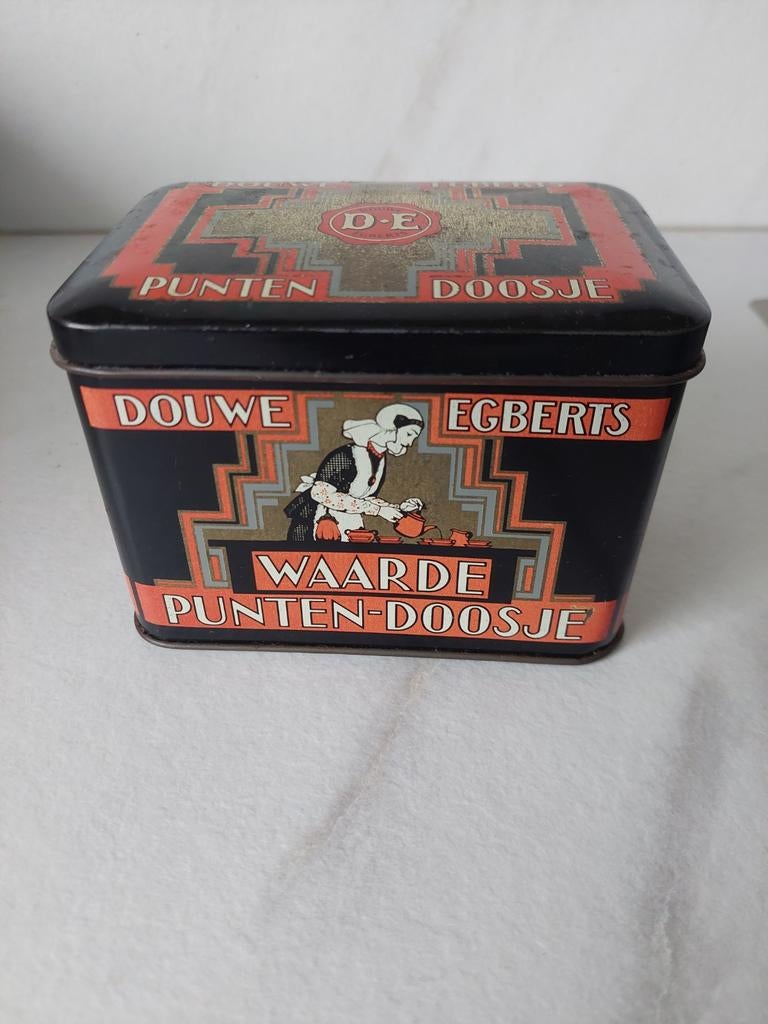 D·E
PUNTEN DOOSJE
DOUWE EGBERTS
WAARDE
PUNTEN-DOOSJE